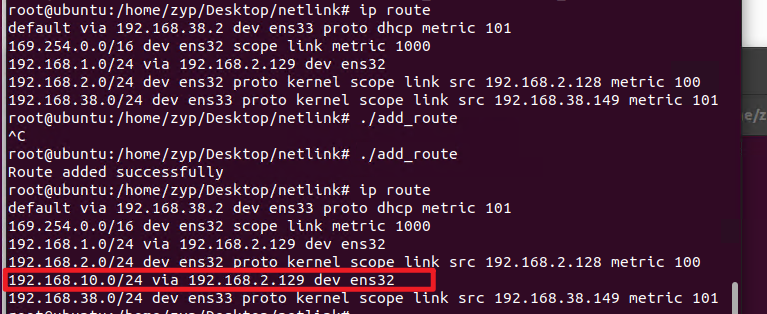 root@ubuntu:/home/zyp/Desktop/netlink# ip route
default via 192.168.38.2 dev ens33 proto dhcp metric 101
169.254.0.0/16 dev ens32 scope link metric 1000
192.168.1.0/24 via 192.168.2.129 dev ens32
192.168.2.0/24 dev ens32 proto kernel scope link src 192.168.2.128 metric 100
192.168.38.0/24 dev ens33 proto kernel scope link src 192.168.38.149 metric 101
root@ubuntu:/home/zyp/Desktop/netlink# ./add_route
^C
root@ubuntu:/home/zyp/Desktop/netlink# ./add_route
Route added successfully
root@ubuntu:/home/zyp/Desktop/netlink# ip route
default via 192.168.38.2 dev ens33 proto dhcp metric 101
169.254.0.0/16 dev ens32 scope link metric 1000
192.168.1.0/24 via 192.168.2.129 dev ens32
192.168.2.0/24 dev ens32 proto kernel scope link src 192.168.2.128 metric 100
192.168.10.0/24 via 192.168.2.129 dev ens32
192.168.38.0/24 dev ens33 proto kernel scope link src 192.168.38.149 metric 101
root@ubuntu:/home/zyp/Desktop/netlink#